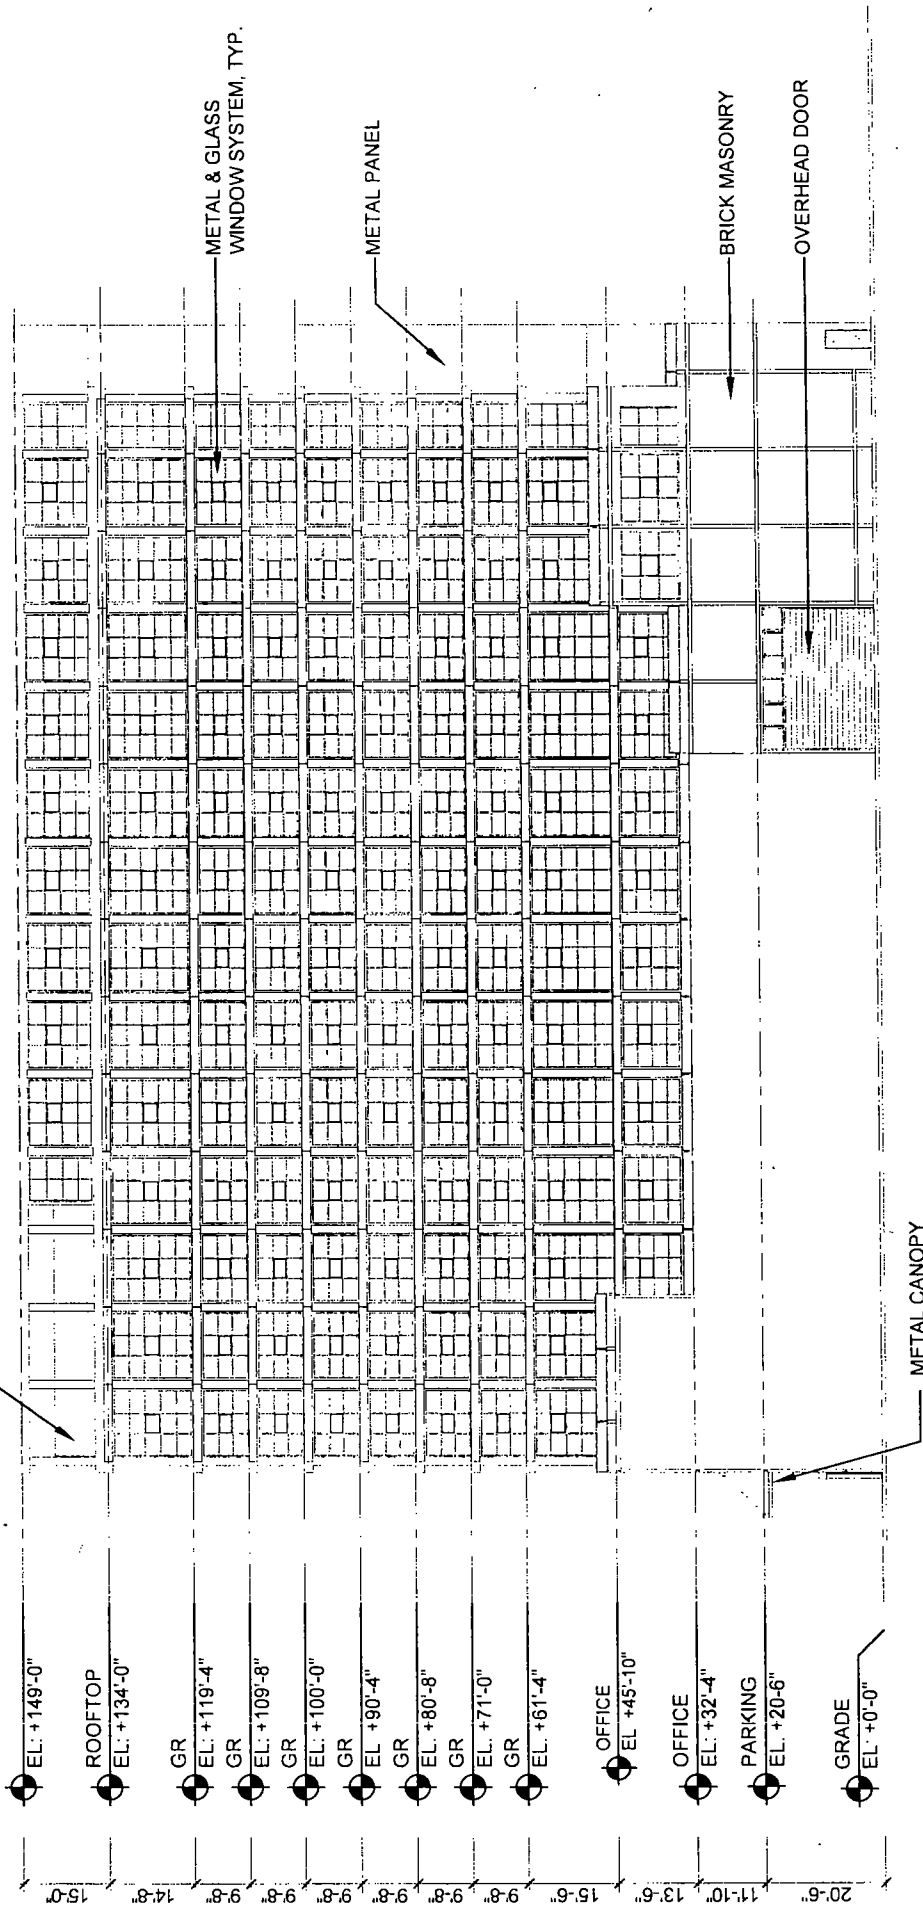 METAL & GLASS
WINDOW SYSTEM, TYP.
METAL PANEL
BRICK MASONRY
OVERHEAD DOOR
METAL CANOPY
EL: +149'-0"
ROOFTOP
EL: +134'-0"
GR
EL: +119'-4"
GR
EL: +109'-8"
GR
EL: +100'-0"
GR
EL +90'-4"
GR
EL: +80'-8"
GR
EL: +71'-0"
GR
EL. +61'-4"
OFFICE
EL +45'-10"
OFFICE
EL: +32'-4"
PARKING
EL. +20-6"
GRADE
EL' +0'-0"
15'-0"
14'-8"
9'-8"
9'-8"
9'-8"
9'-8"
9'-8"
9'-8"
15'-6"
13'-6"
11'-10"
20'-6"